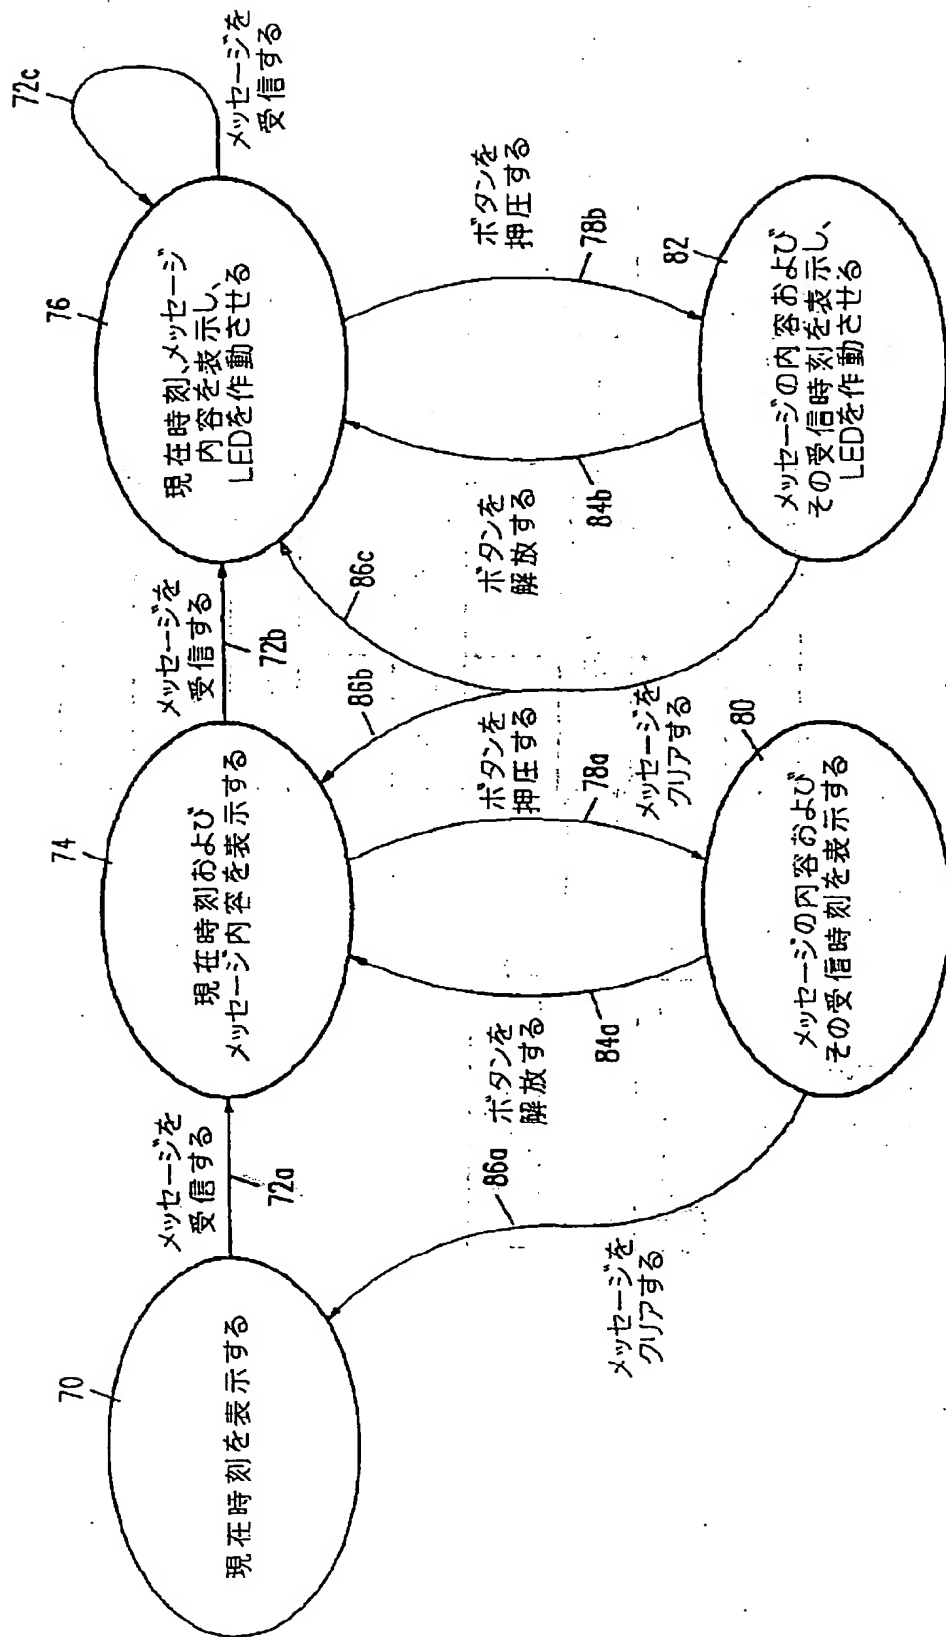 70
現在時刻を表示する
メッセージを
受信する
72a
74
現在時刻および
メッセージ内容を表示する
メッセージを
受信する
72b
76
現在時刻、メッセージ
内容を表示し、
LEDを作動させる
72c
メッセージを
受信する
86a
メッセージを
クリアする
ボタンを
解放する
84a
ボタンを
押圧する
78a
86b
86c
メッセージを
クリアする
ボタンを
解放する
84b
ボタンを
押圧する
78b
80
メッセージの内容および
その受信時刻を表示する
82
メッセージの内容および
その受信時刻を表示し、
LEDを作動させる